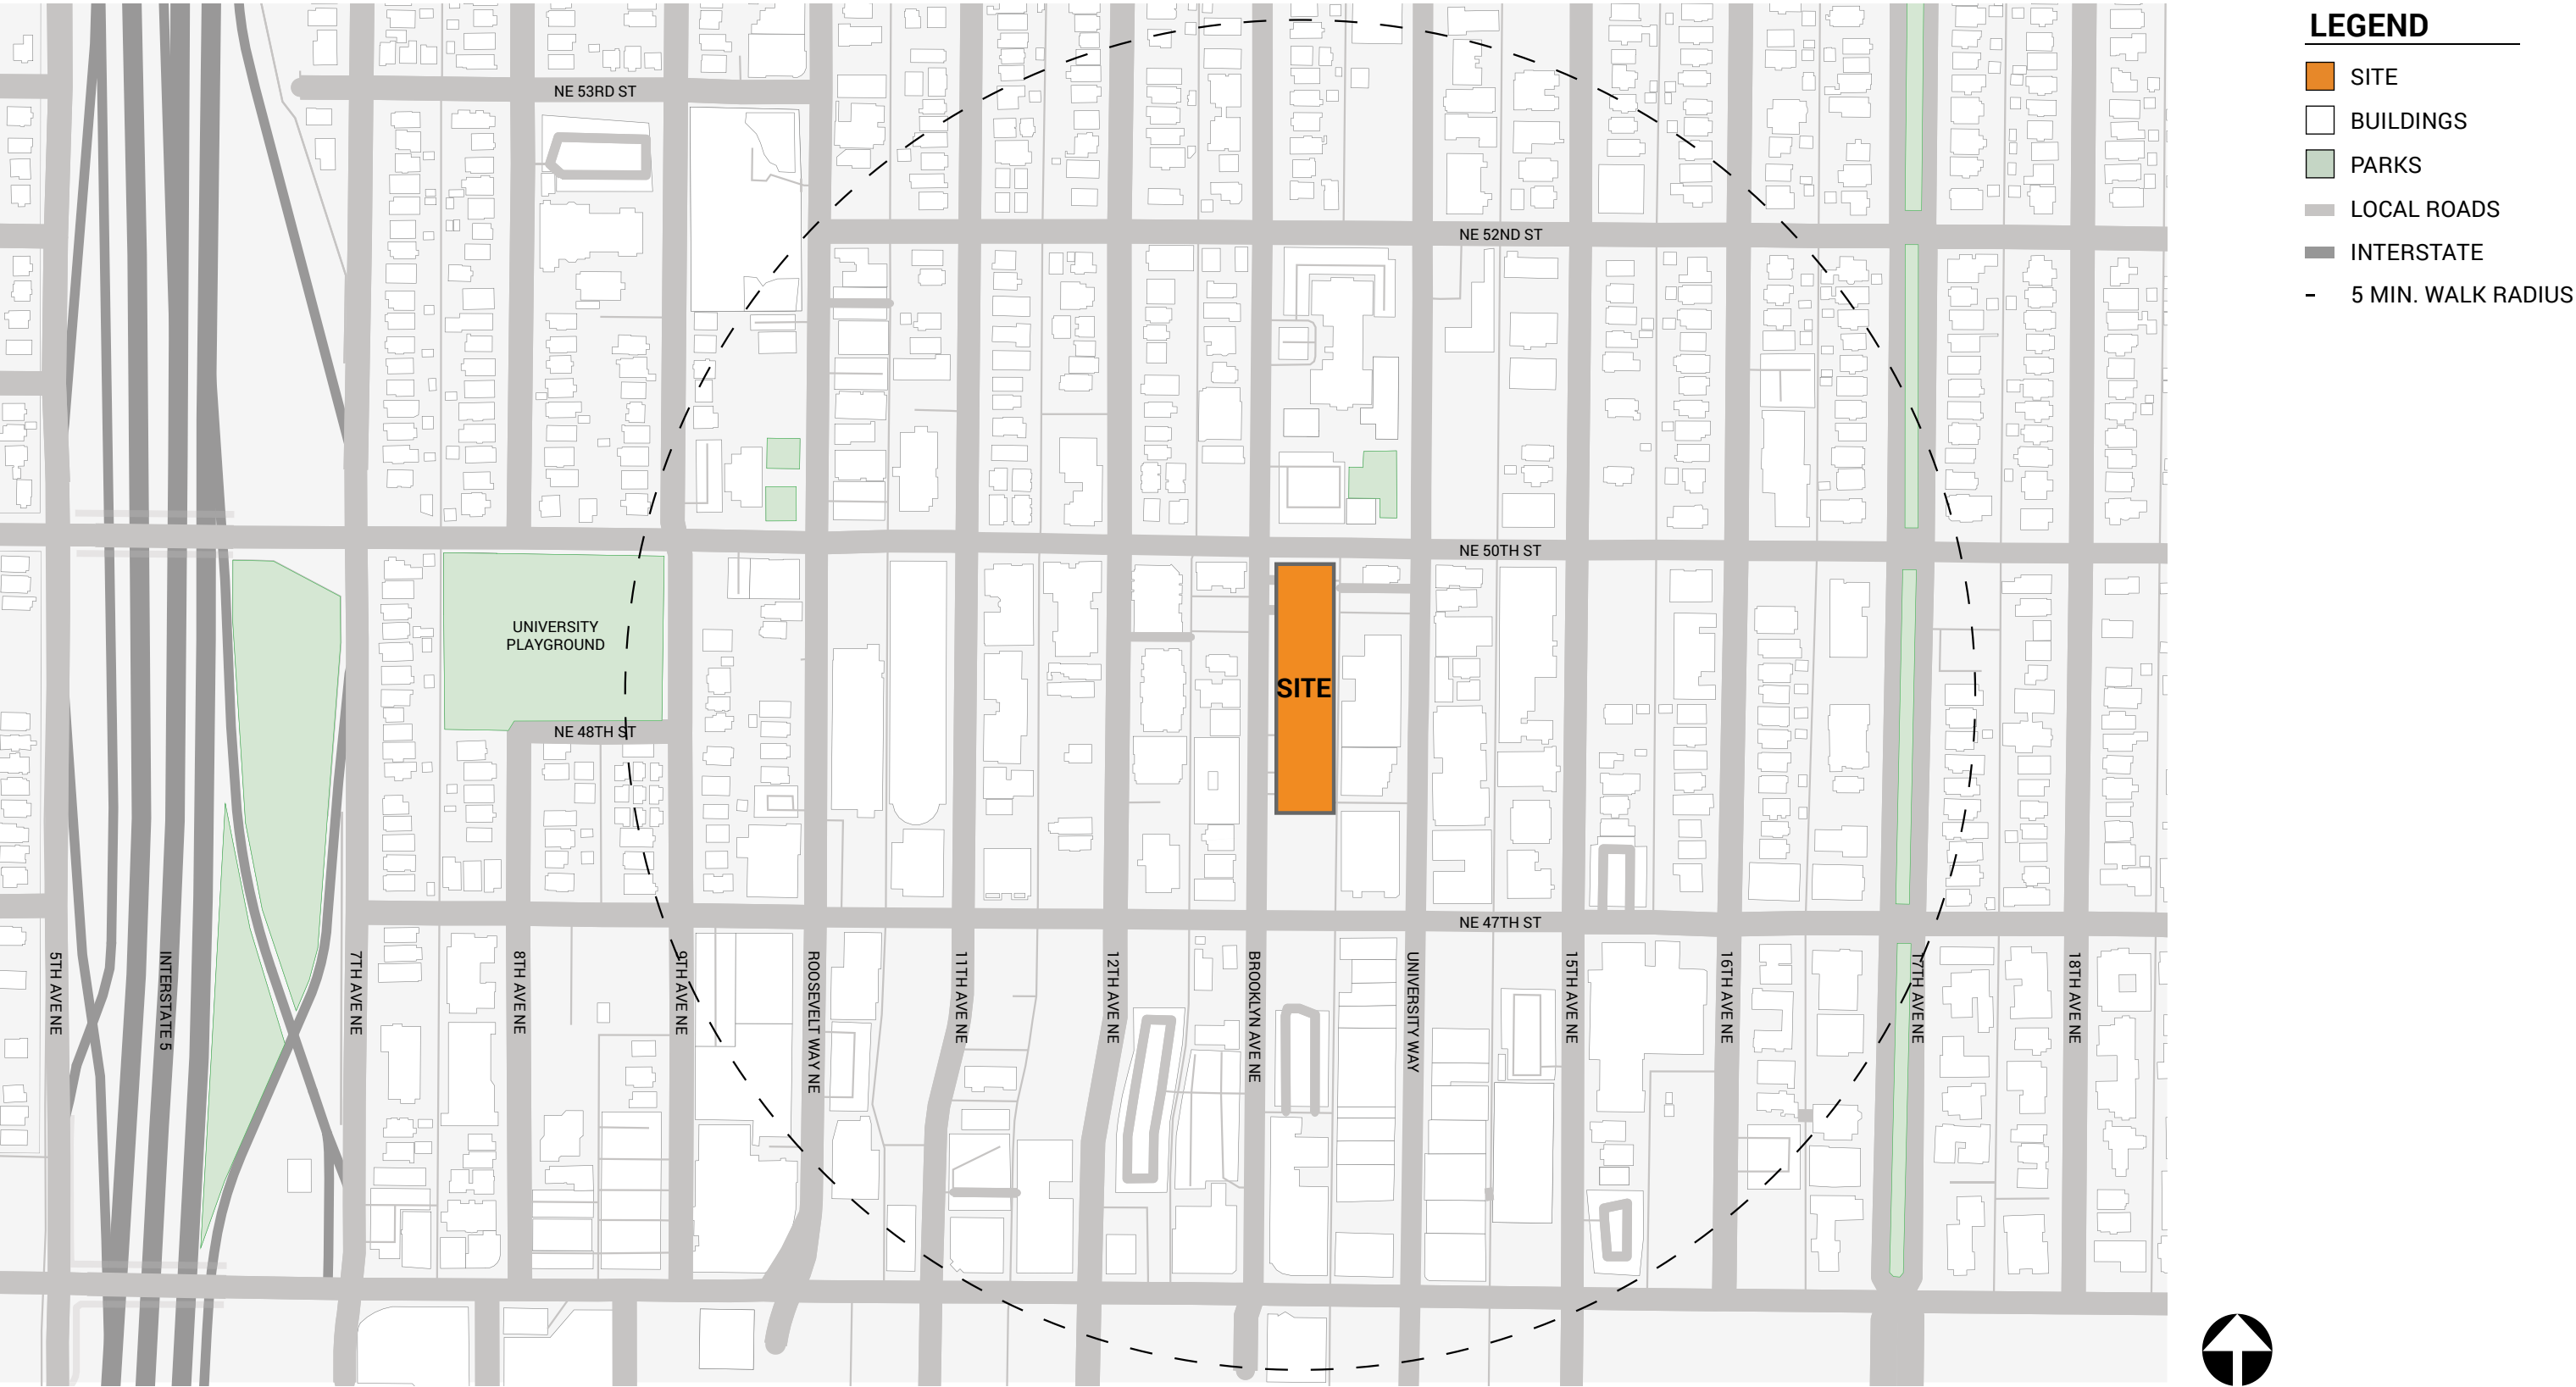 LEGEND
SITE
BUILDINGS
PARKS
LOCAL ROADS
INTERSTATE
5 MIN. WALK RADIUS
NE 53RD ST
NE 52ND ST
NE 50TH ST
UNIVERSITY
PLAYGROUND
SITE
NE 48TH ST
NE 47TH ST
5TH AVE NE
INTERSTATE 5
7TH AVE NE
8TH AVE NE
9TH AVE NE
ROOSEVELT WAY NE
11TH AVE NE
12TH AVE NE
BROOKLYN AVE NE
UNIVERSITY WAY
15TH AVE NE
16TH AVE NE
17TH AVE NE
18TH AVE NE